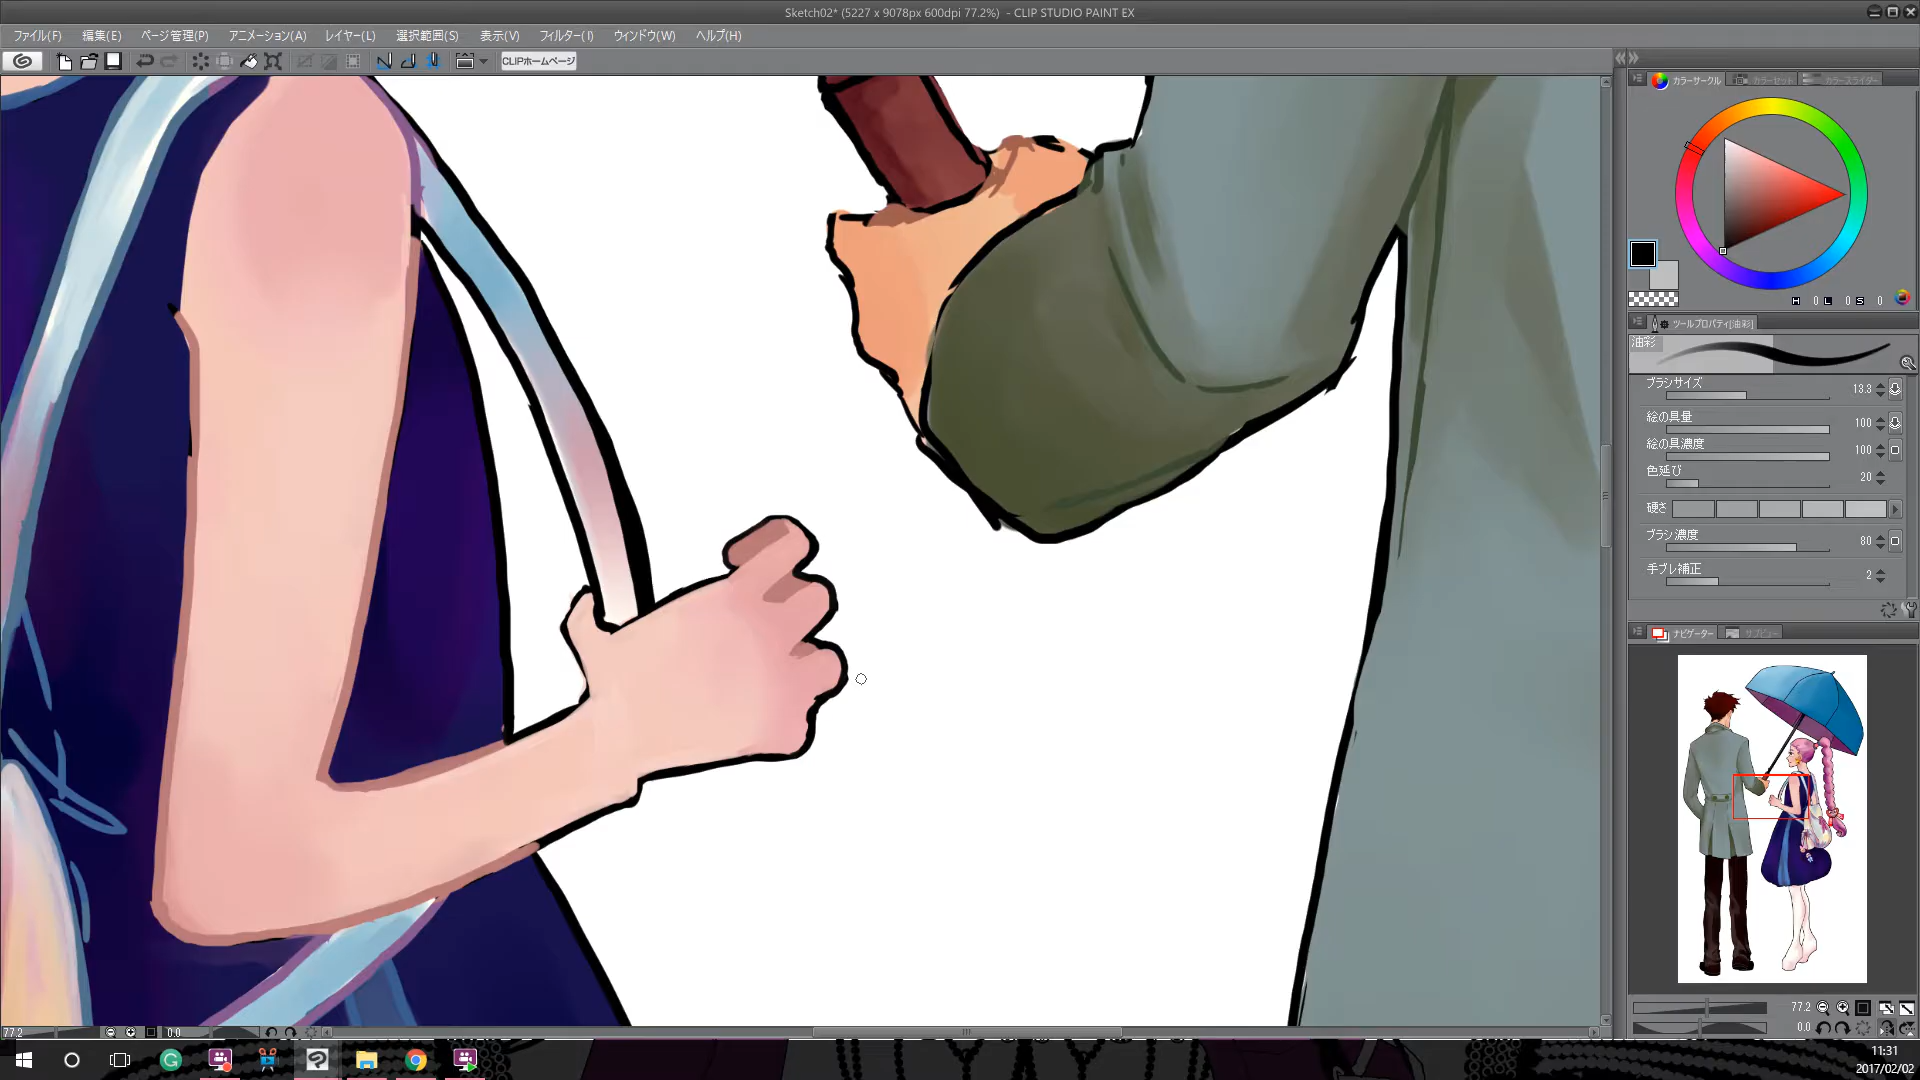 Sketch02* (5227 x 9078px 600dpi 77.2%) - CLIP STUDIO PAINT EX
ファイル(F) 編集(E) ページ管理(P) アニメーション(A) レイヤー(L) 選択範囲(S) 表示(V) フィルター(I) ウィンドウ(W) ヘルプ(H)
CLIPホームページ
カラーサークル カラーセット カラースライダー
H 0 L 0 S 0
ツールプロパティ[油彩]
油彩
ブラシサイズ 13.3
絵の具量 100
絵の具濃度 100
色延び 20
硬さ
ブラシ濃度 80
手ブレ補正 2
ナビゲーター サブビュー
77.2
0.0
77.2 0.0
11:31
2017/02/02